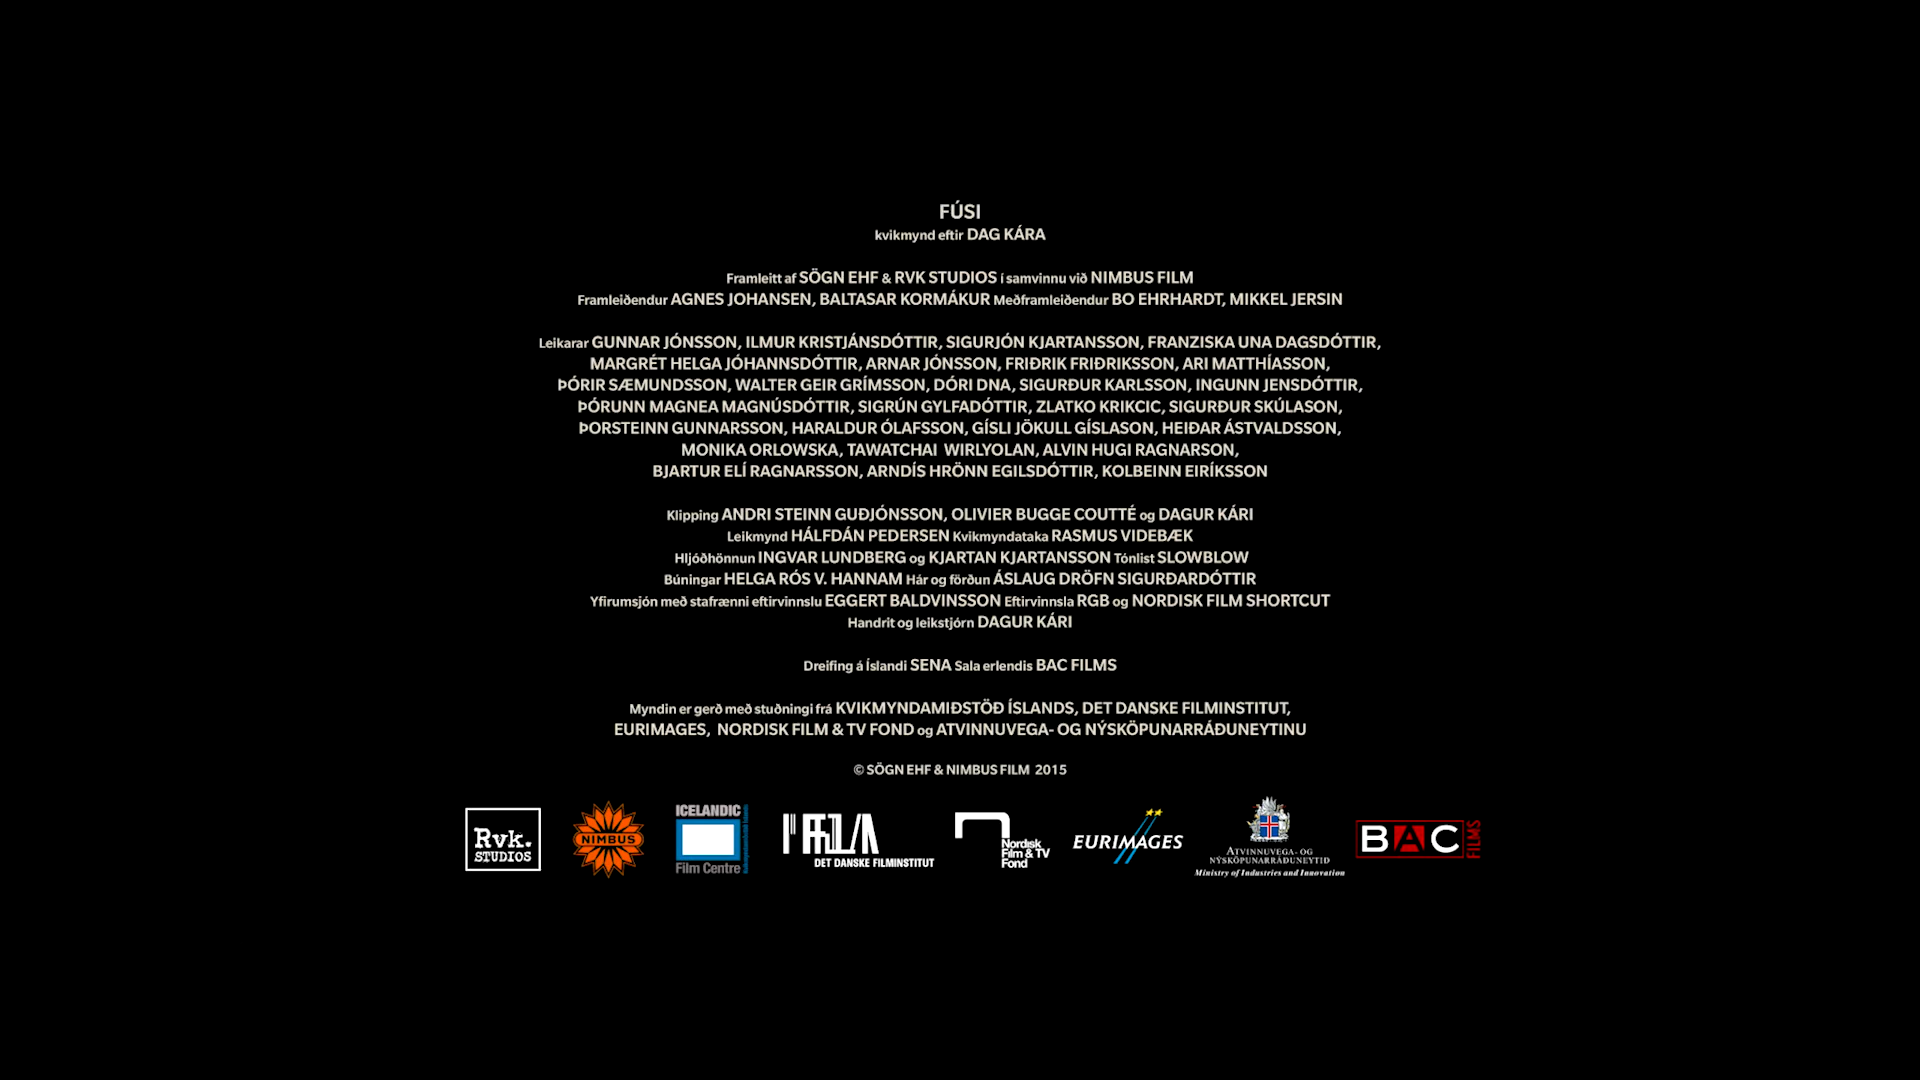 FÚSI
kvikmynd eftir DAG KÁRA
Framleitt af SÖGN EHF & RVK STUDIOS í samvinnu við NIMBUS FILM
Framleiðendur AGNES JOHANSEN, BALTASAR KORMÁKUR Meðframleiðendur BO EHRHARDT, MIKKEL JERSIN
Leikarar GUNNAR JÓNSSON, ILMUR KRISTJÁNSDÓTTIR, SIGURJÓN KJARTANSSON, FRANZISKA UNA DAGSDÓTTIR,
MARGRÉT HELGA JÓHANNSDÓTTIR, ARNAR JÓNSSON, FRIÐRIK FRIÐRIKSSON, ARI MATTHÍASSON,
ÞÓRIR SÆMUNDSSON, WALTER GEIR GRÍMSSON, DÓRI DNA, SIGURÐUR KARLSSON, INGUNN JENSDÓTTIR,
ÞÓRUNN MAGNEA MAGNÚSDÓTTIR, SIGRÚN GYLFADÓTTIR, ZLATKO KRIKCIC, SIGURÐUR SKÚLASON,
ÞORSTEINN GUNNARSSON, HARALDUR ÓLAFSSON, GÍSLI JÖKULL GÍSLASON, HEIÐAR ÁSTVALDSSON,
MONIKA ORLOWSKA, TAWATCHAI WIRLYOLAN, ALVIN HUGI RAGNARSON,
BJARTUR ELÍ RAGNARSSON, ARNDÍS HRÖNN EGILSDÓTTIR, KOLBEINN EIRÍKSSON
Klipping ANDRI STEINN GUÐJÓNSSON, OLIVIER BUGGE COUTTÉ og DAGUR KÁRI
Leikmynd HÁLFDÁN PEDERSEN Kvikmyndataka RASMUS VIDEBÆK
Hljóðhönnun INGVAR LUNDBERG og KJARTAN KJARTANSSON Tónlist SLOWBLOW
Búningar HELGA RÓS V. HANNAM Hár og förðun ÁSLAUG DRÖFN SIGURÐARDÓTTIR
Yfirumsjón með stafrænni eftirvinnslu EGGERT BALDVINSSON Eftirvinnsla RGB og NORDISK FILM SHORTCUT
Handrit og leikstjórn DAGUR KÁRI
Dreifing á Íslandi SENA Sala erlendis BAC FILMS
Myndin er gerð með stuðningi frá KVIKMYNDAMIÐSTÖÐ ÍSLANDS, DET DANSKE FILMINSTITUT,
EURIMAGES, NORDISK FILM & TV FOND og ATVINNUVEGA- OG NÝSKÖPUNARRÁÐUNEYTINU
© SÖGN EHF & NIMBUS FILM 2015
Rvk.
STUDIOS
NIMBUS
ICELANDIC
Film Centre
DET DANSKE FILMINSTITUT
Nordisk
Film & TV
Fond
EURIMAGES
ATVINNUVEGA- OG
NÝSKÖPUNARRÁÐUNEYTIÐ
Ministry of Industries and Innovation
BAC
FILMS